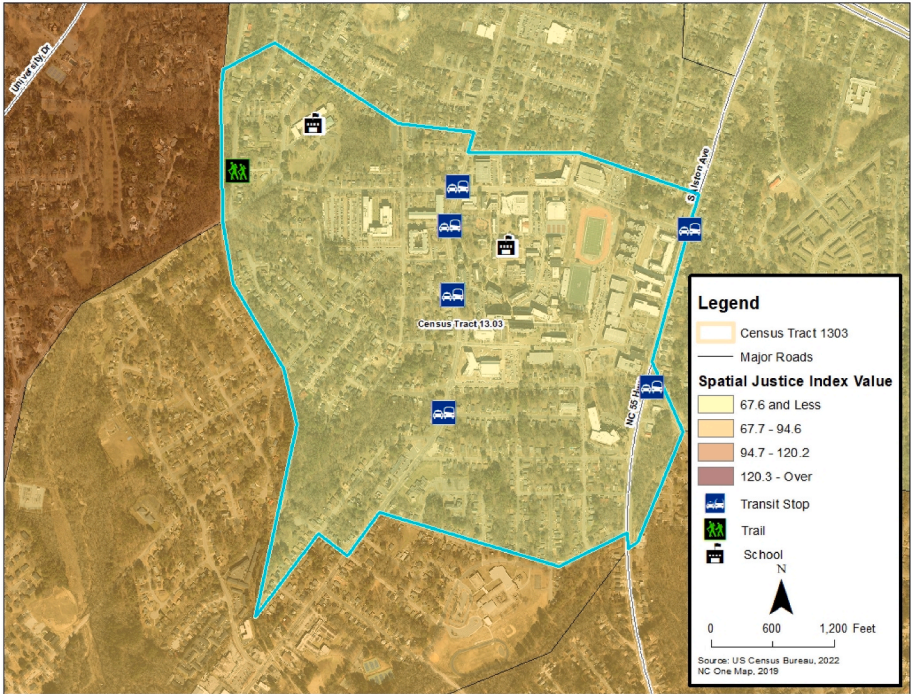 University Dr
S Alston Ave
Census Tract 13.03
NC 55
Legend
Census Tract 1303
Major Roads
Spatial Justice Index Value
67.6 and Less
67.7 - 94.6
94.7 - 120.2
120.3 - Over
Transit Stop
Trail
School
N
0 600 1,200 Feet
Source: US Census Bureau, 2022
NC One Map, 2019